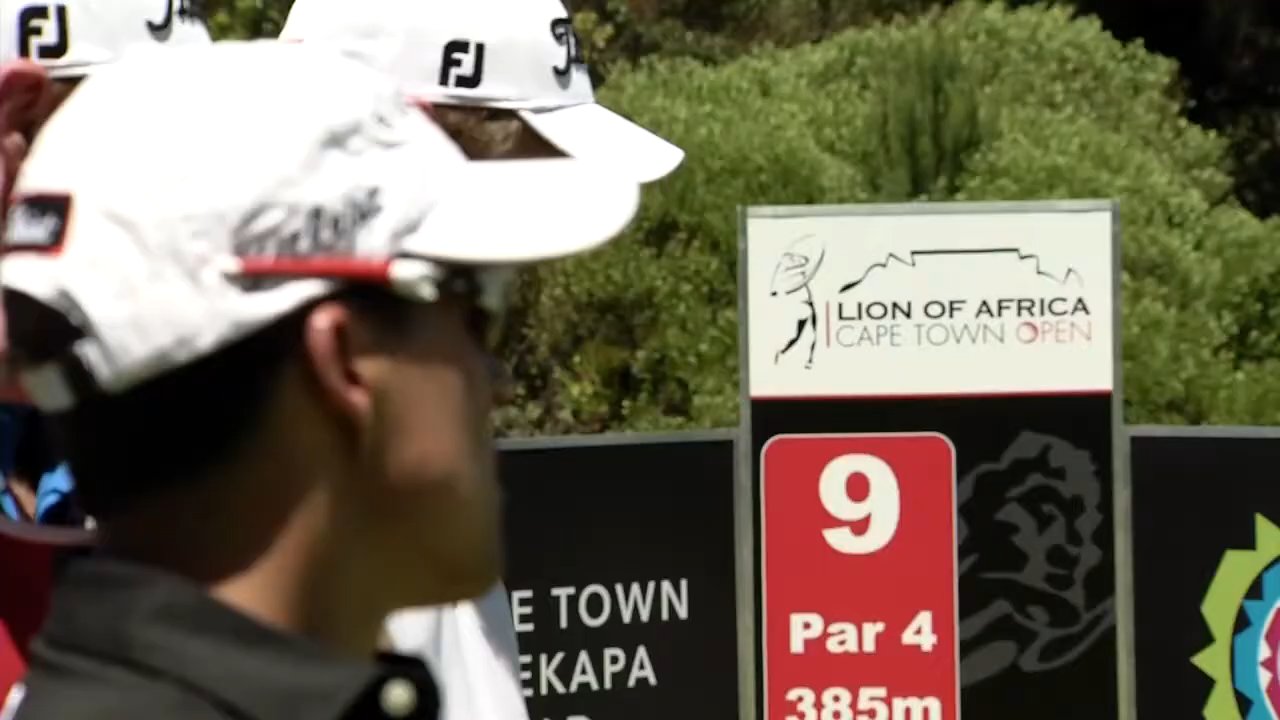 FJ
FJ
LION OF AFRICA
CAPE TOWN OPEN
9
Par 4
385m
E TOWN
EKAPA